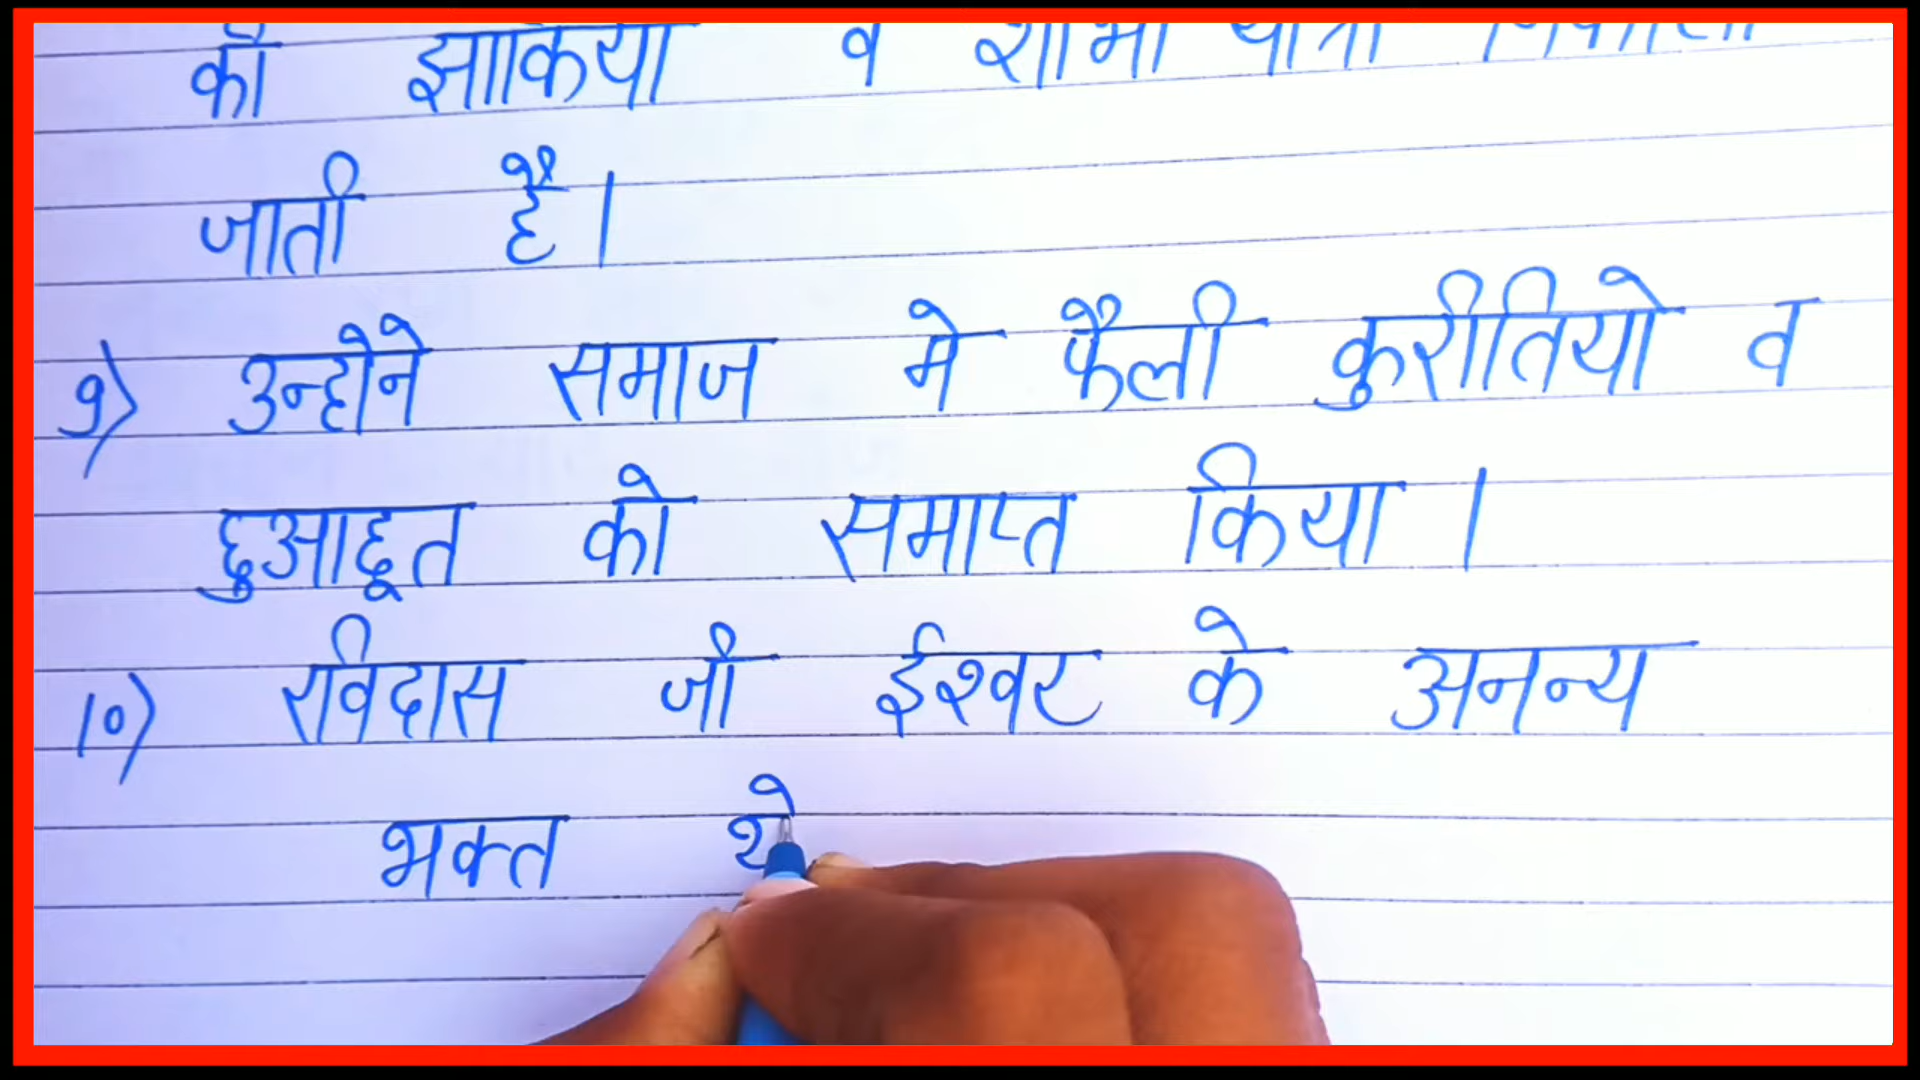 की झाकिया व शोभा यात्रा निकाली
जाती है।
9) उन्होने समाज मे फैली कुरीतियो व
छुआछूत को समाप्त किया।
10) रविदास जी ईश्वर के अनन्य
भक्त थे